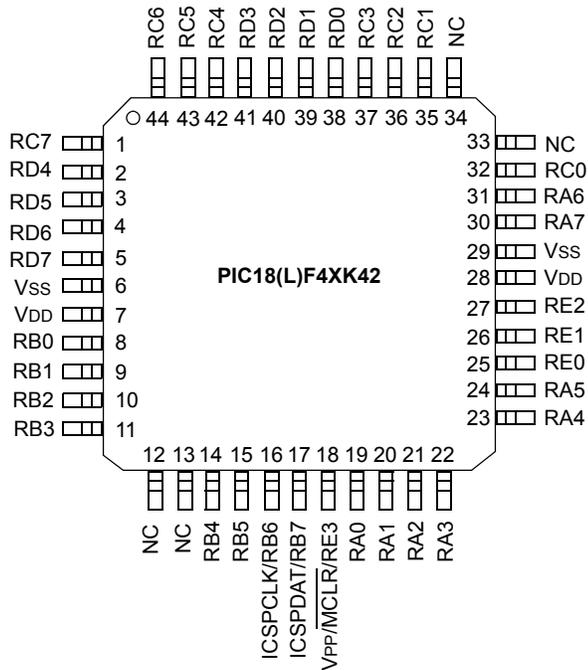 RC6
RC5
RC4
RD3
RD2
RD1
RD0
RC3
RC2
RC1
NC
44
43
42
41
40
39
38
37
36
35
34
RC7 1
RD4 2
RD5 3
RD6 4
RD7 5
VSS 6
VDD 7
RB0 8
RB1 9
RB2 10
RB3 11
PIC18(L)F4XK42
33 NC
32 RC0
31 RA6
30 RA7
29 VSS
28 VDD
27 RE2
26 RE1
25 RE0
24 RA5
23 RA4
12
13
14
15
16
17
18
19
20
21
22
NC
NC
RB4
RB5
ICSPCLK/RB6
ICSPDAT/RB7
VPP/MCLR/RE3
RA0
RA1
RA2
RA3